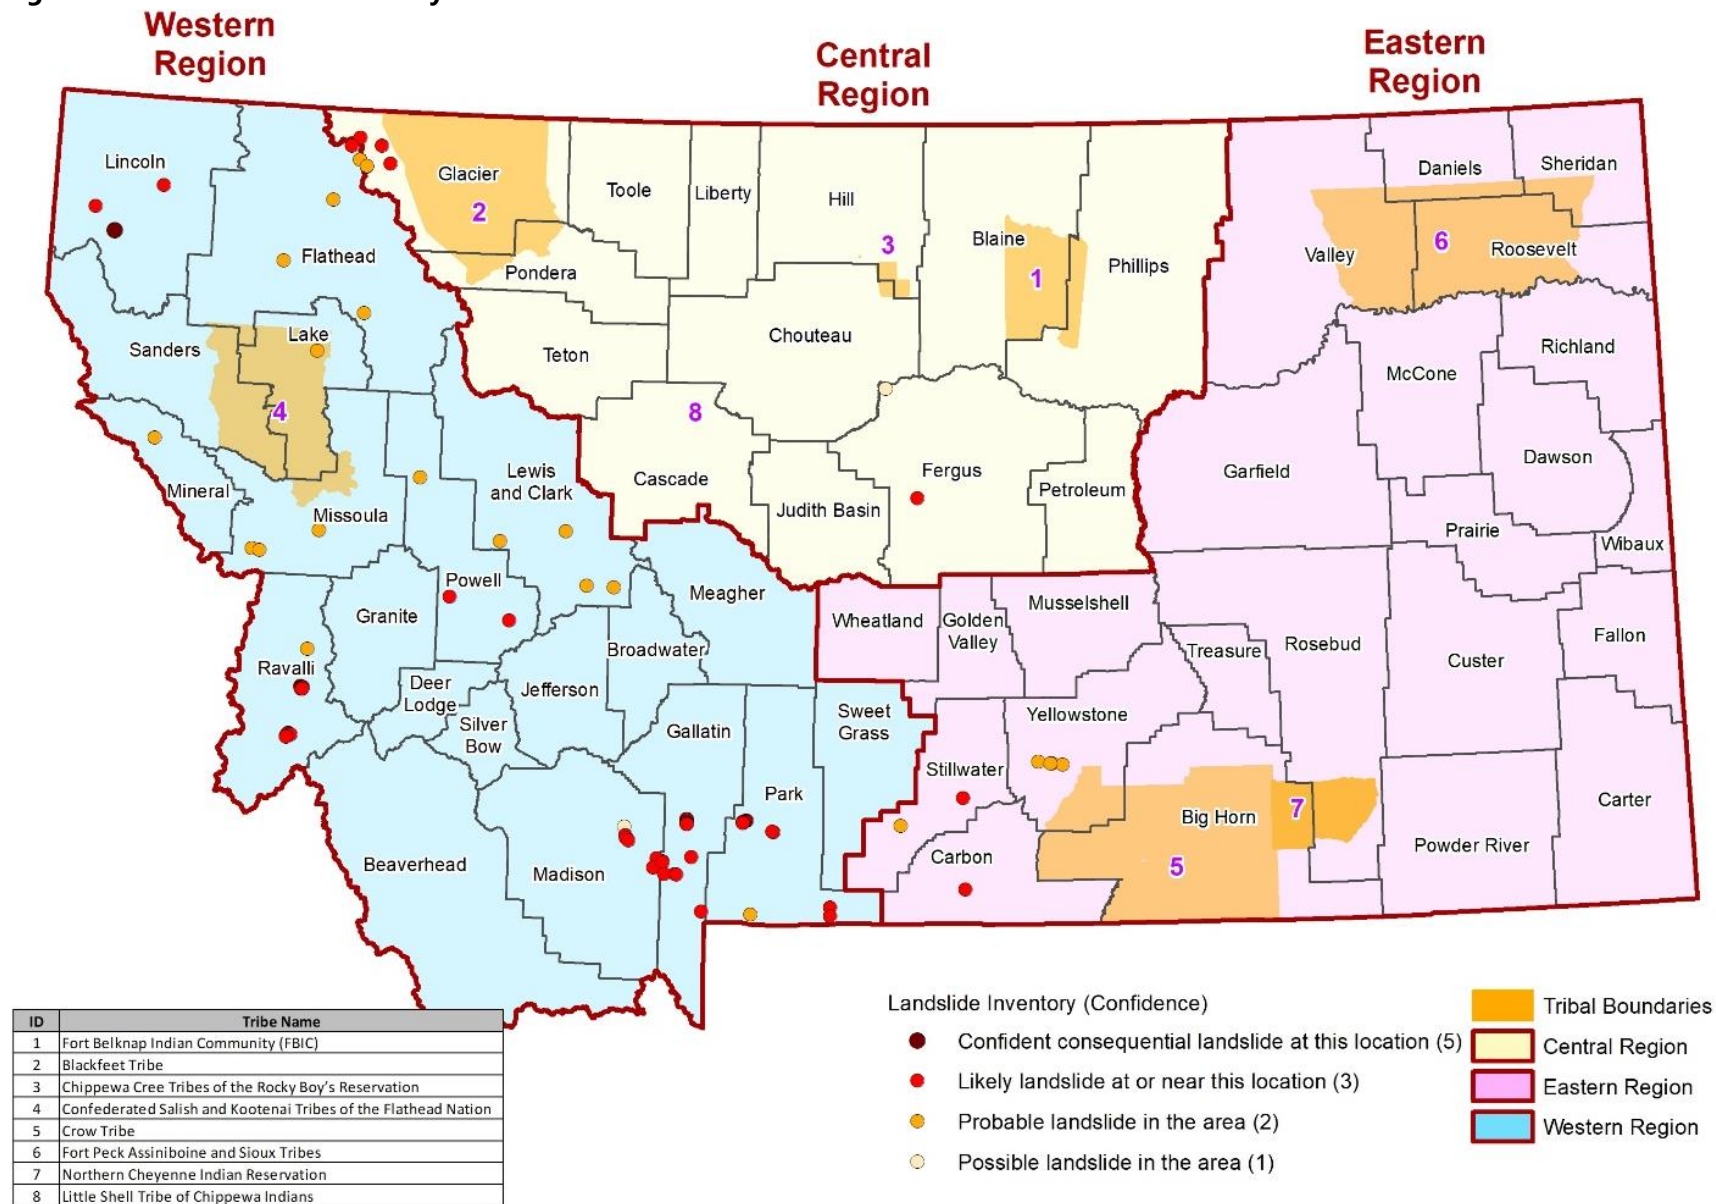 Western
Region
Central
Region
Eastern
Region
Lincoln
Glacier
2
Toole
Liberty
Hill
3
Blaine
1
Phillips
Daniels
Sheridan
Valley
6
Roosevelt
Flathead
Pondera
Sanders
Lake
4
Teton
Chouteau
8
McCone
Richland
Mineral
Missoula
Lewis
and Clark
Cascade
Judith Basin
Fergus
Petroleum
Garfield
Dawson
Prairie
Wibaux
Powell
Granite
Meagher
Wheatland
Golden
Valley
Musselshell
Treasure
Rosebud
Custer
Fallon
Ravalli
Deer
Lodge
Silver
Bow
Jefferson
Broadwater
Gallatin
Sweet
Grass
Yellowstone
Stillwater
Park
Beaverhead
Madison
Carbon
Big Horn
5
7
Powder River
Carter
ID Tribe Name
1 Fort Belknap Indian Community (FBIC)
2 Blackfeet Tribe
3 Chippewa Cree Tribes of the Rocky Boy's Reservation
4 Confederated Salish and Kootenai Tribes of the Flathead Nation
5 Crow Tribe
6 Fort Peck Assiniboine and Sioux Tribes
7 Northern Cheyenne Indian Reservation
8 Little Shell Tribe of Chippewa Indians
Landslide Inventory (Confidence)
Confident consequential landslide at this location (5)
Likely landslide at or near this location (3)
Probable landslide in the area (2)
Possible landslide in the area (1)
Tribal Boundaries
Central Region
Eastern Region
Western Region